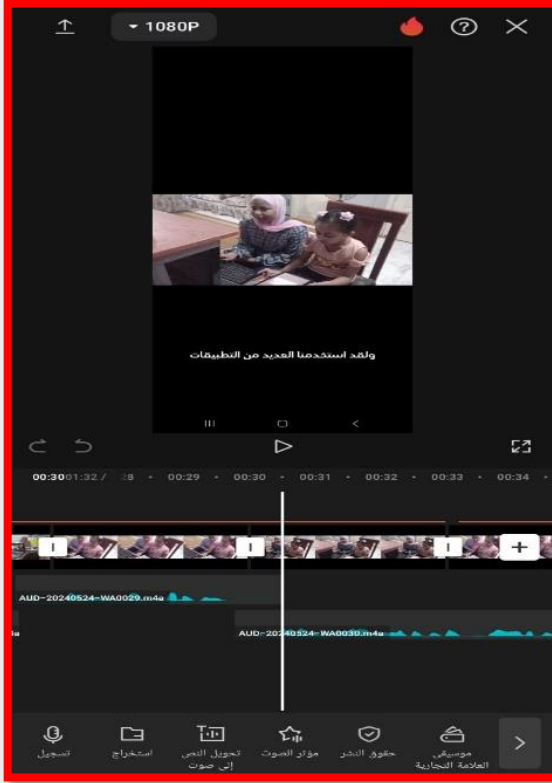 1080P
ولقد استخدمنا العديد من التطبيقات
00:30 01:32 / 28 00:29 00:30 00:31 00:32 00:33 00:34
AUD-20240524-WA0029.m4a
4a AUD-20240524-WA0030.m4a
تسجيل
استخراج
تحويل النص
إلى صوت
مؤثر الصوت
حقوق النشر
موسيقى
العلامة التجارية